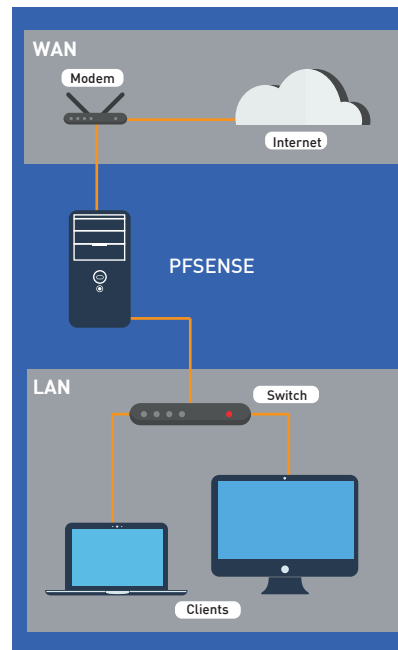 WAN
Modem
Internet
PFSENSE
LAN
Switch
Clients